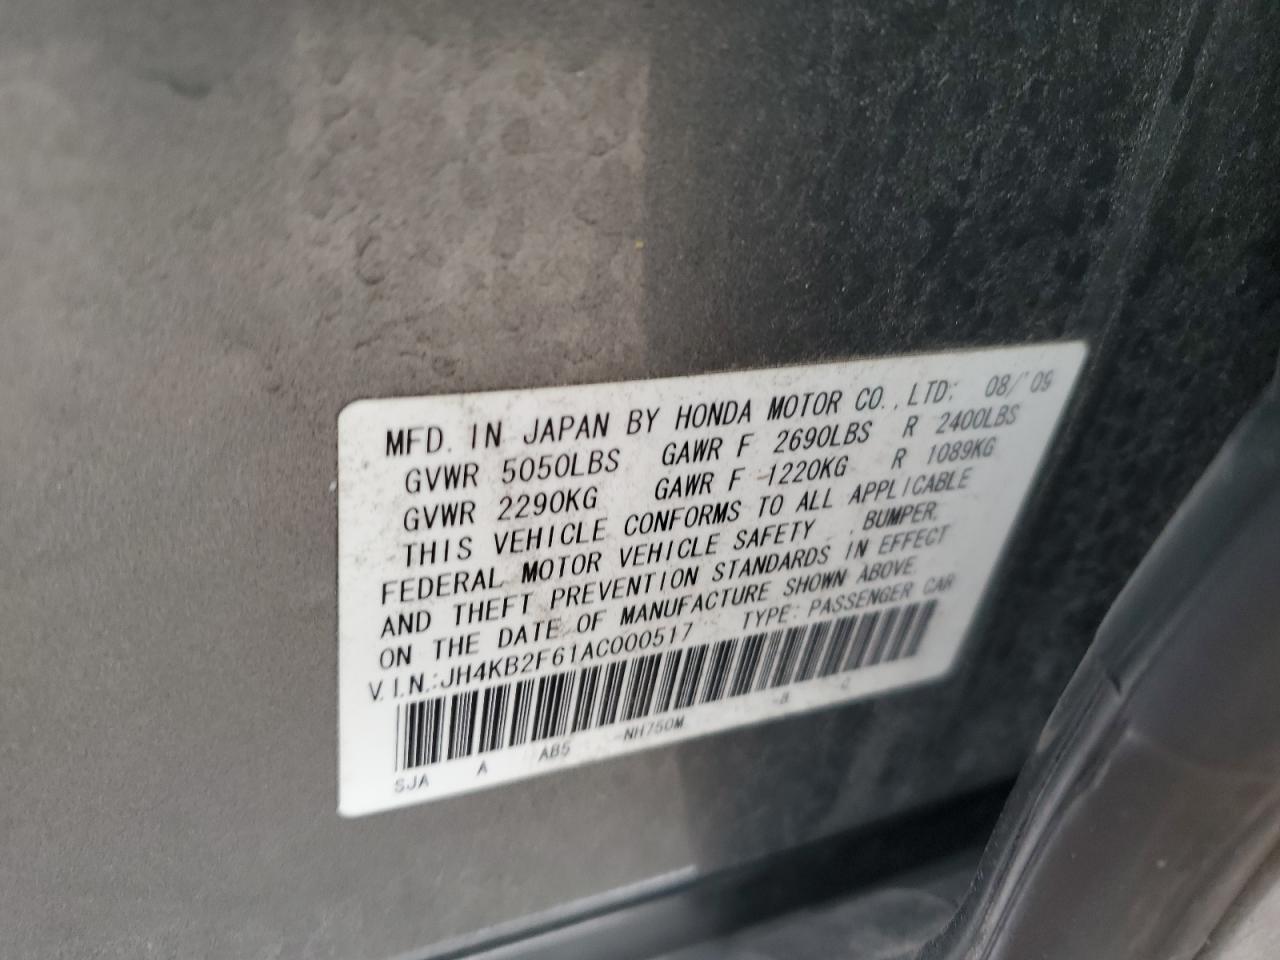 MFD. IN JAPAN BY HONDA MOTOR CO.,LTD: 08/'09
GVWR 5050LBS GAWR F 2690LBS R 2400LBS
GVWR 2290KG GAWR F 1220KG R 1089KG
THIS VEHICLE CONFORMS TO ALL APPLICABLE
FEDERAL MOTOR VEHICLE SAFETY, BUMPER,
AND THEFT PREVENTION STANDARDS IN EFFECT
ON THE DATE OF MANUFACTURE SHOWN ABOVE
V.I.N.:JH4KB2F61AC000517 TYPE: PASSENGER CAR
SJA A AB5 -NH750M -B